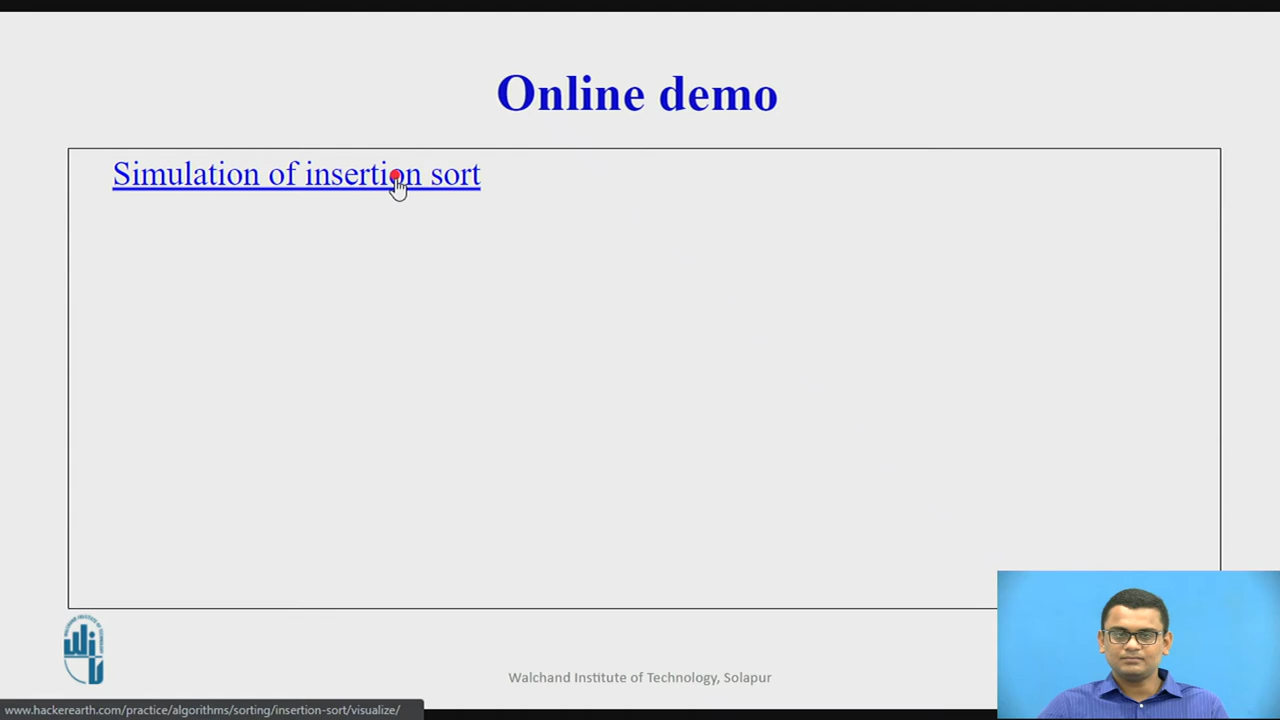 Online demo
Simulation of insertion sort
Walchand Institute of Technology, Solapur
www.hackerearth.com/practice/algorithms/sorting/insertion-sort/visualize/